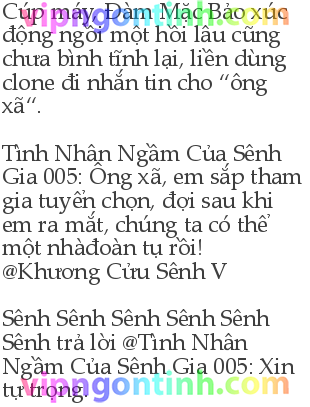 Cúp máy, Đàm Mặc Bảo xúc
vipngontinh.com
động ngồi một hồi lâu cũng
chưa bình tĩnh lại, liền dùng
clone đi nhắn tin cho “ông
xã“.
Tình Nhân Ngầm Của Sênh
Gia 005: Ông xã, em sắp tham
gia tuyển chọn, đợi sau khi
em ra mắt, chúng ta có thể
một nhàđoàn tụ rồi!
@Khương Cửu Sênh V
Sênh Sênh Sênh Sênh Sênh
Sênh trả lời @Tình Nhân
Ngầm Của Sênh Gia 005: Xin
tự trọng.
vipngontinh.com